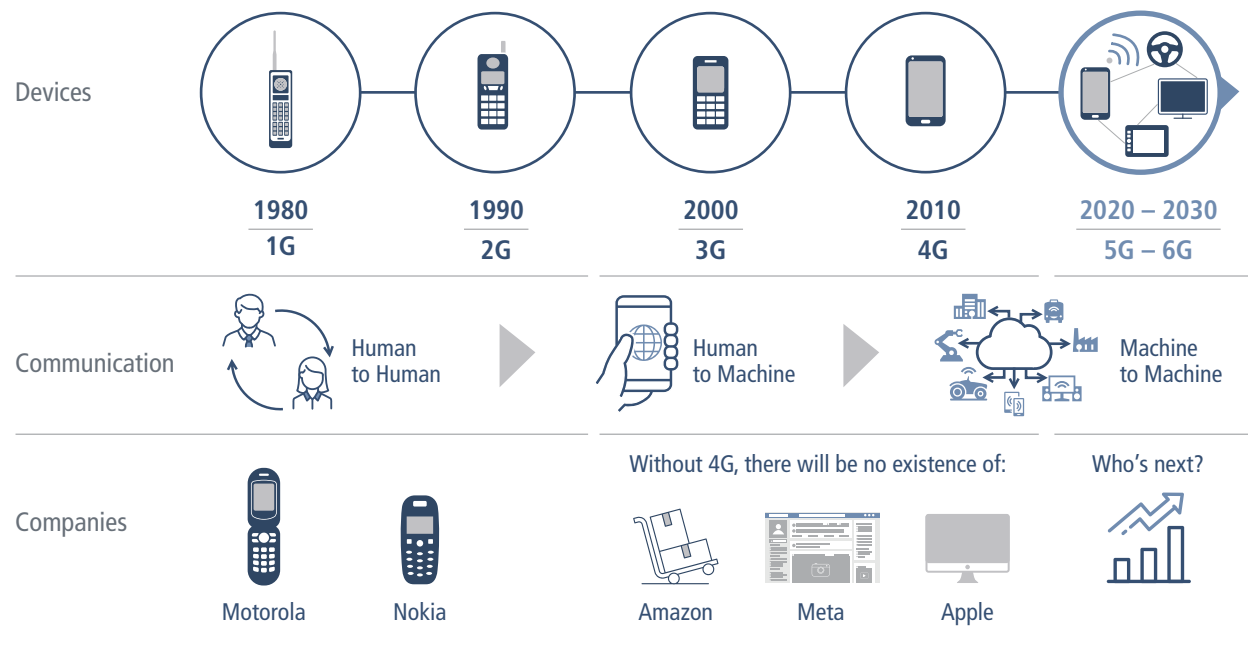 Devices
1980
1G
1990
2G
2000
3G
2010
4G
2020 – 2030
5G – 6G
Communication
Human
to Human
Human
to Machine
Machine
to Machine
Companies
Without 4G, there will be no existence of:
Who's next?
Motorola
Nokia
Amazon
Meta
Apple